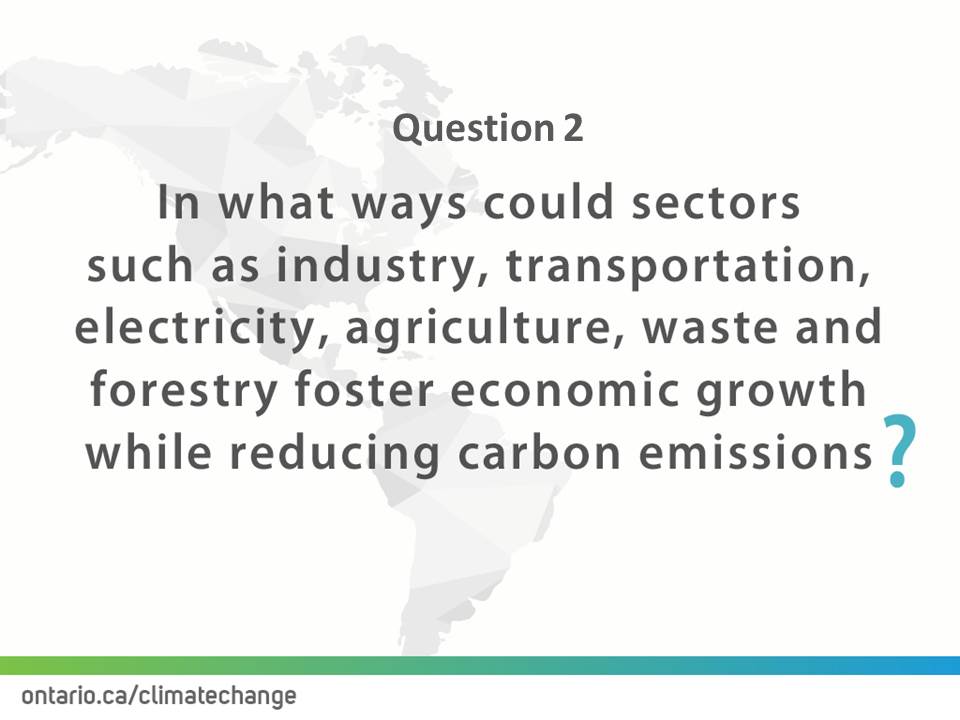 Question 2
In what ways could sectors
such as industry, transportation,
electricity, agriculture, waste and
forestry foster economic growth
while reducing carbon emissions?
ontario.ca/climatechange